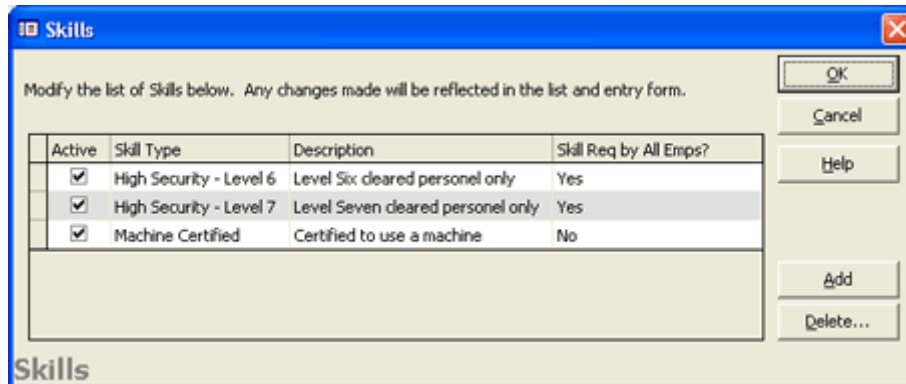 Skills
Modify the list of Skills below. Any changes made will be reflected in the list and entry form.
OK
Cancel
Help
Active Skill Type Description Skill Req by All Emps?
High Security - Level 6 Level Six cleared personel only Yes
High Security - Level 7 Level Seven cleared personel only Yes
Machine Certified Certified to use a machine No
Add
Delete...
Skills